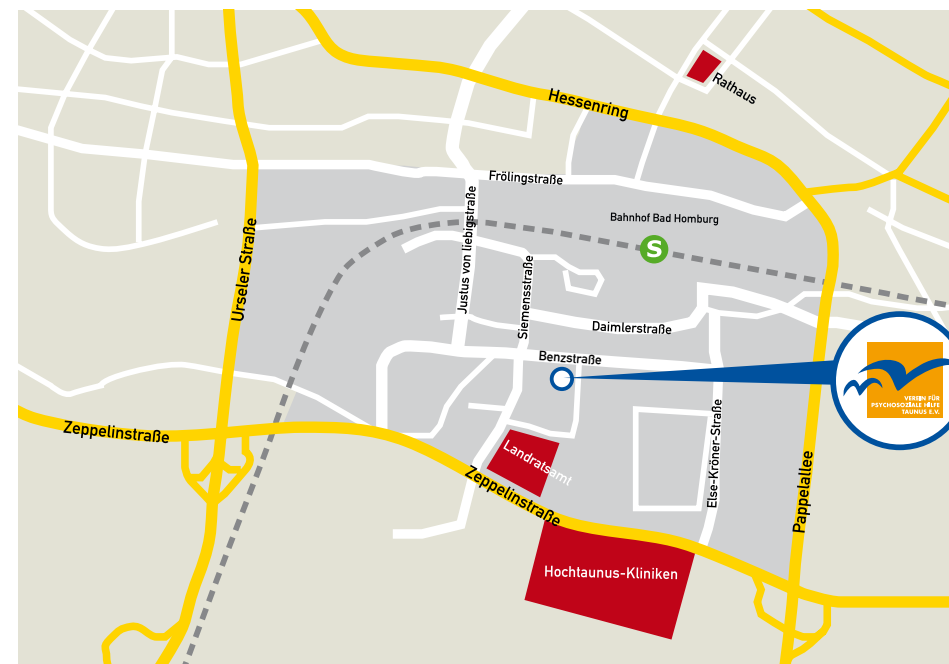 Rathaus
Hessenring
Frölingstraße
Bahnhof Bad Homburg
S
Urseler Straße
Justus von liebigstraße
Siemensstraße
Daimlerstraße
Benzstraße
VEREIN FÜR
PSYCHOSOZIALE HILFE
TAUNUS E.V.
Zeppelinstraße
Else-Kröner-Straße
Pappelallee
Landratsamt
Zeppelinstraße
Hochtaunus-Kliniken